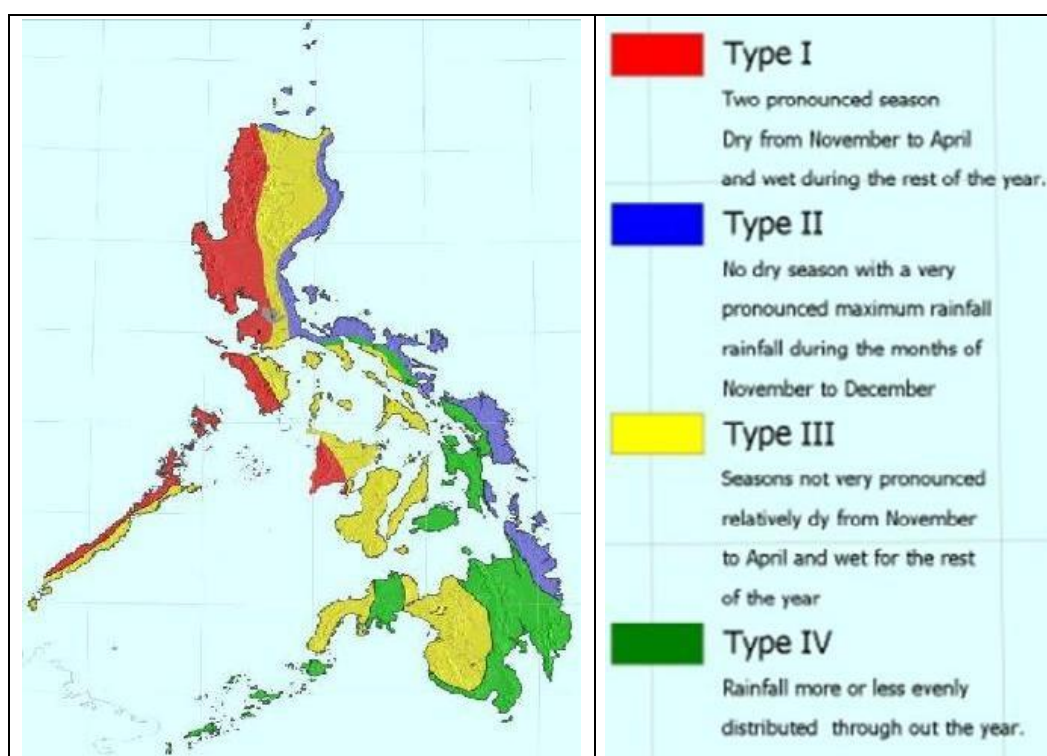 Type I
Two pronounced season
Dry from November to April
and wet during the rest of the year.
Type II
No dry season with a very
pronounced maximum rainfall
rainfall during the months of
November to December
Type III
Seasons not very pronounced
relatively dy from November
to April and wet for the rest
of the year
Type IV
Rainfall more or less evenly
distributed through out the year.